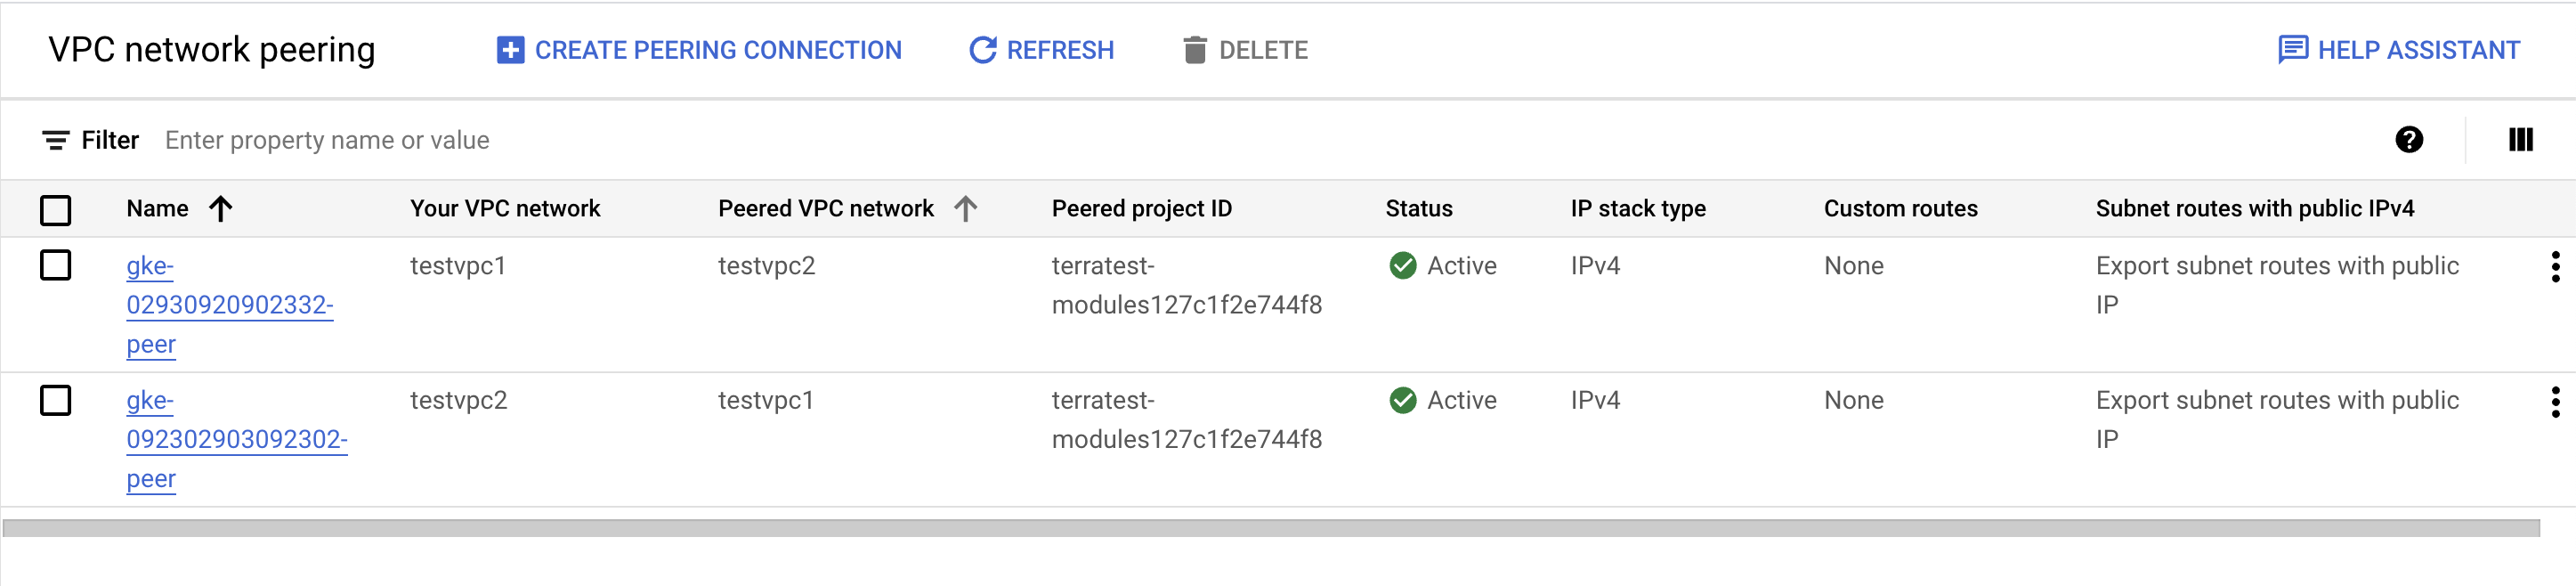 VPC network peering CREATE PEERING CONNECTION REFRESH DELETE HELP ASSISTANT
Filter Enter property name or value
Name Your VPC network Peered VPC network Peered project ID Status IP stack type Custom routes Subnet routes with public IPv4
gke- testvpc1 testvpc2 terratest- Active IPv4 None Export subnet routes with public
02930920902332- modules127c1f2e744f8 IP
peer
gke- testvpc2 testvpc1 terratest- Active IPv4 None Export subnet routes with public
092302903092302- modules127c1f2e744f8 IP
peer